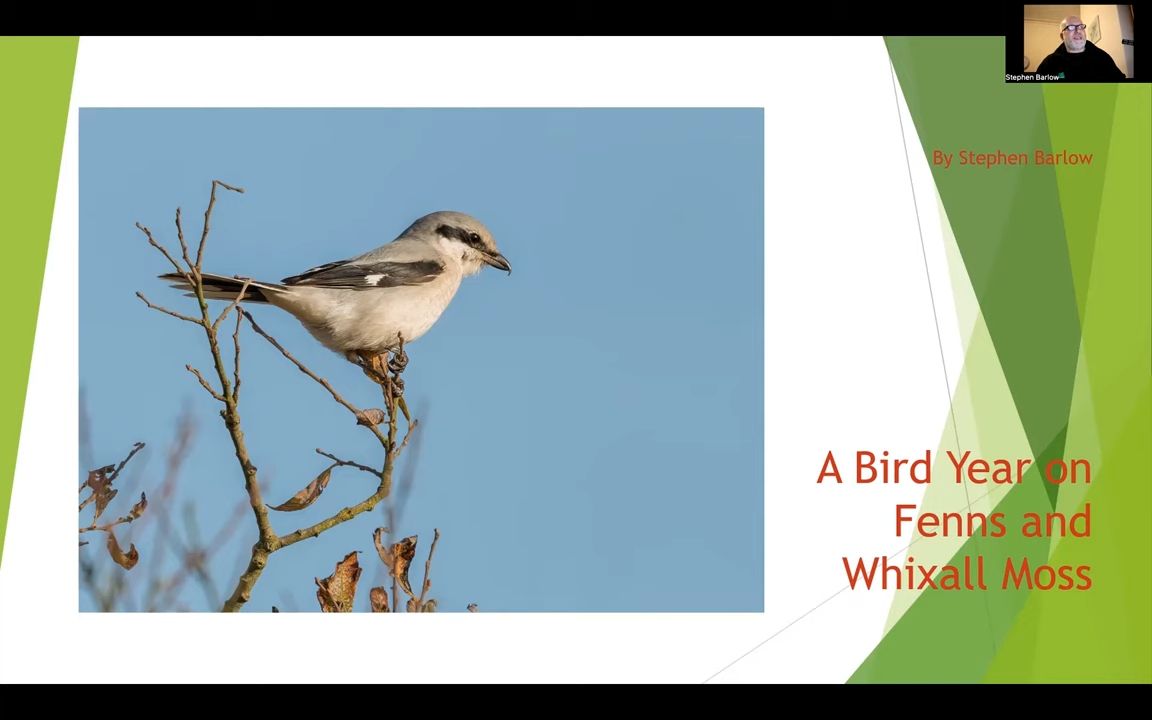 Stephen Barlow
By Stephen Barlow
A Bird Year on
Fenns and
Whixall Moss